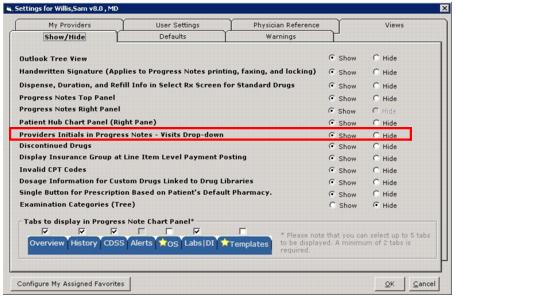 Settings for Willis,Sam v8.0 , MD
My Providers User Settings Physician Reference Views
Show/Hide Defaults Warnings
Outlook Tree View Show Hide
Handwritten Signature (Applies to Progress Notes printing, faxing, and locking) Show Hide
Dispense, Duration, and Refill Info in Select Rx Screen for Standard Drugs Show Hide
Progress Notes Top Panel Show Hide
Progress Notes Right Panel Show Hide
Patient Hub Chart Panel (Right Pane) Show Hide
Providers Initials in Progress Notes - Visits Drop-down Show Hide
Discontinued Drugs Show Hide
Display Insurance Group at Line Item Level Payment Posting Show Hide
Invalid CPT Codes Show Hide
Dosage Information for Custom Drugs Linked to Drug Libraries Show Hide
Single Button for Prescription Based on Patient's Default Pharmacy. Show Hide
Examination Categories (Tree) Show Hide
Tabs to display in Progress Note Chart Panel*
Overview History CDSS Alerts OS Labs|DI Templates
* Please note that you can select up to 5 tabs
to be displayed. A minimum of 2 tabs is
required.
Configure My Assigned Favorites OK Cancel